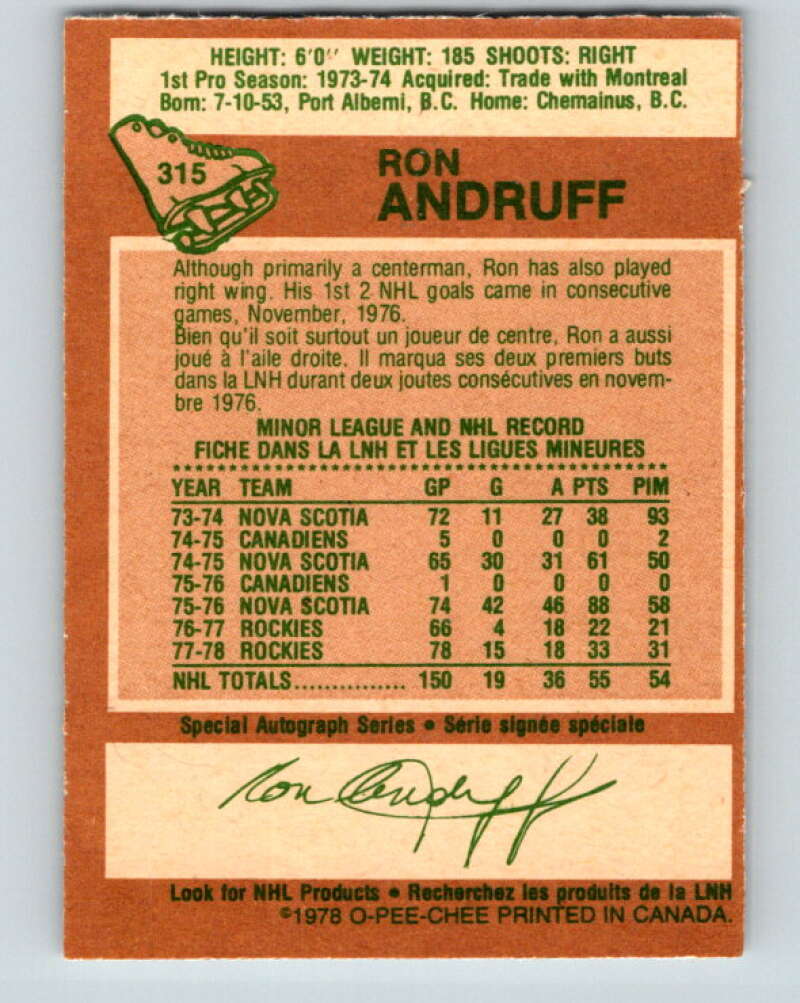 HEIGHT: 6'0'' WEIGHT: 185 SHOOTS: RIGHT
1st Pro Season: 1973-74 Acquired: Trade with Montreal
Born: 7-10-53, Port Alberni, B.C. Home: Chemainus, B.C.
315
RON
ANDRUFF
Although primarily a centerman, Ron has also played
right wing. His 1st 2 NHL goals came in consecutive
games, November, 1976.
Bien qu'il soit surtout un joueur de centre, Ron a aussi
joué à l'aile droite. Il marqua ses deux premiers buts
dans la LNH durant deux joutes consécutives en novem-
bre 1976.
MINOR LEAGUE AND NHL RECORD
FICHE DANS LA LNH ET LES LIGUES MINEURES
YEAR TEAM GP G A PTS PIM
73-74 NOVA SCOTIA 72 11 27 38 93
74-75 CANADIENS 5 0 0 0 2
74-75 NOVA SCOTIA 65 30 31 61 50
75-76 CANADIENS 1 0 0 0 0
75-76 NOVA SCOTIA 74 42 46 88 58
76-77 ROCKIES 66 4 18 22 21
77-78 ROCKIES 78 15 18 33 31
NHL TOTALS............... 150 19 36 55 54
Special Autograph Series • Série signée spéciale
Ron Andruff
Look for NHL Products • Recherchez les produits de la LNH
©1978 O-PEE-CHEE PRINTED IN CANADA.